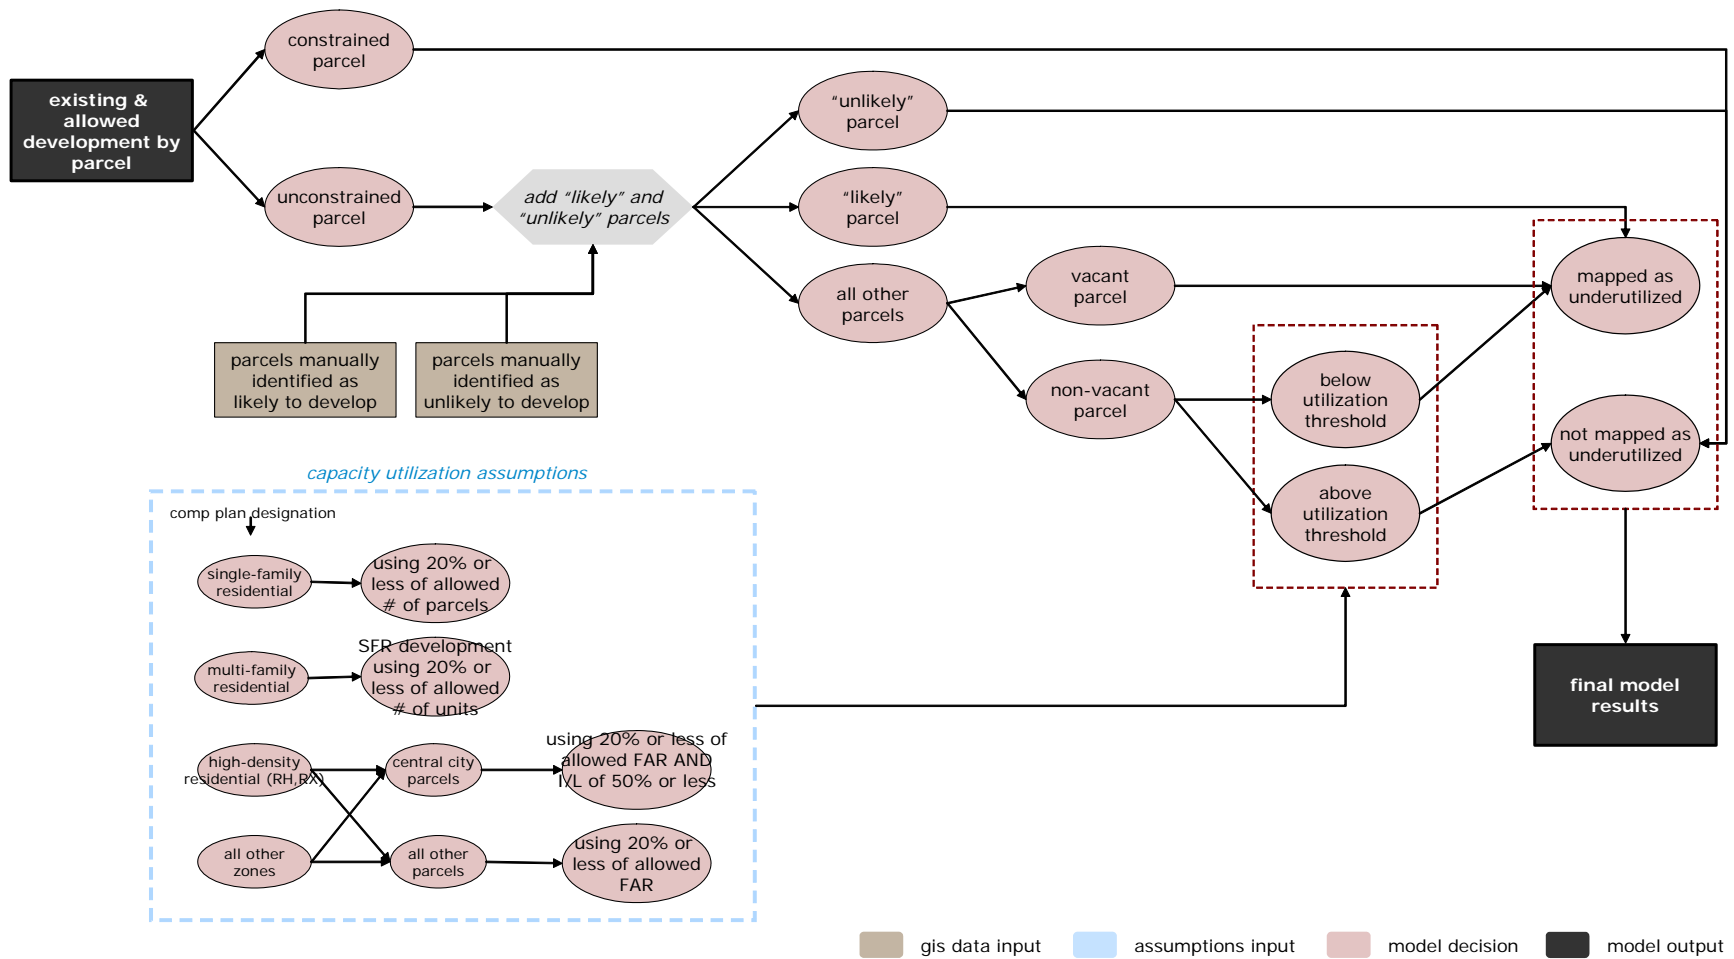 constrained
parcel
existing &
allowed
development by
parcel
unconstrained
parcel
add “likely” and
“unlikely” parcels
“unlikely”
parcel
“likely”
parcel
all other
parcels
vacant
parcel
non-vacant
parcel
mapped as
underutilized
below
utilization
threshold
not mapped as
underutilized
above
utilization
threshold
parcels manually
identified as
likely to develop
parcels manually
identified as
unlikely to develop
capacity utilization assumptions
comp plan designation
single-family
residential
using 20% or
less of allowed
# of parcels
multi-family
residential
SFR development
using 20% or
less of allowed
# of units
high-density
residential (RH,RX)
central city
parcels
using 20% or less of
allowed FAR AND
I/L of 50% or less
all other
zones
all other
parcels
using 20% or
less of allowed
FAR
final model
results
gis data input
assumptions input
model decision
model output